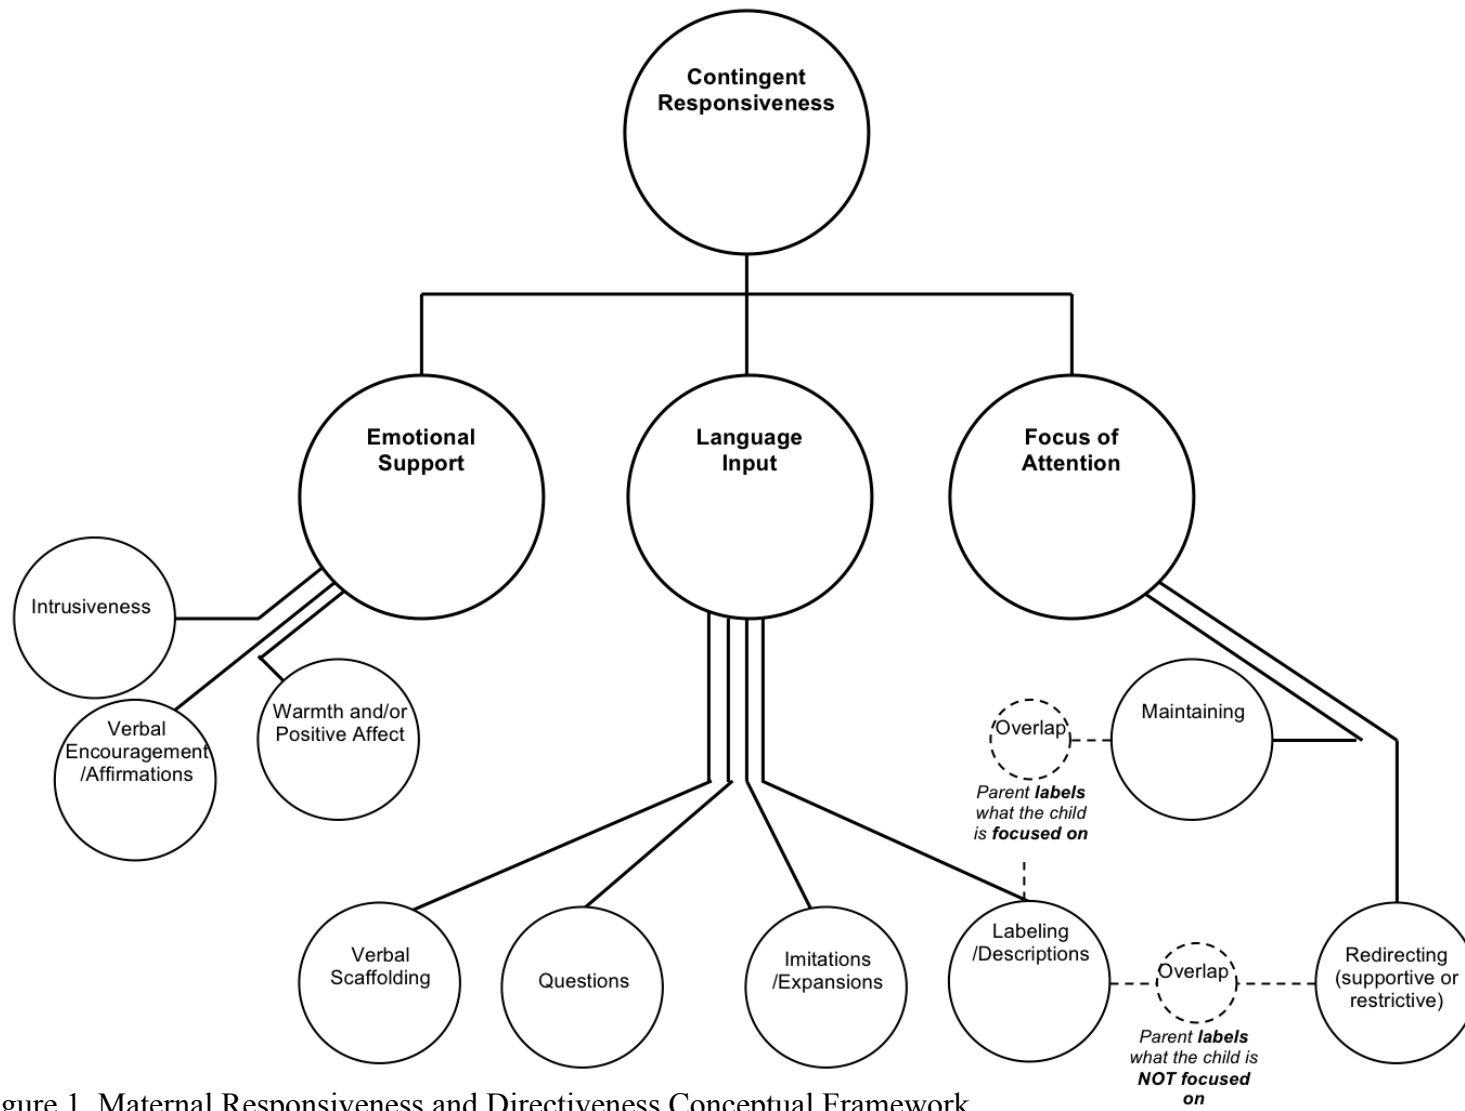 Contingent
Responsiveness
Emotional
Support
Language
Input
Focus of
Attention
Intrusiveness
Verbal
Encouragement
/Affirmations
Warmth and/or
Positive Affect
Overlap
Parent labels
what the child
is focused on
Maintaining
Verbal
Scaffolding
Questions
Imitations
/Expansions
Labeling
/Descriptions
Overlap
Parent labels
what the child is
NOT focused
on
Redirecting
(supportive or
restrictive)
gure 1. Maternal Responsiveness and Directiveness Conceptual Framework